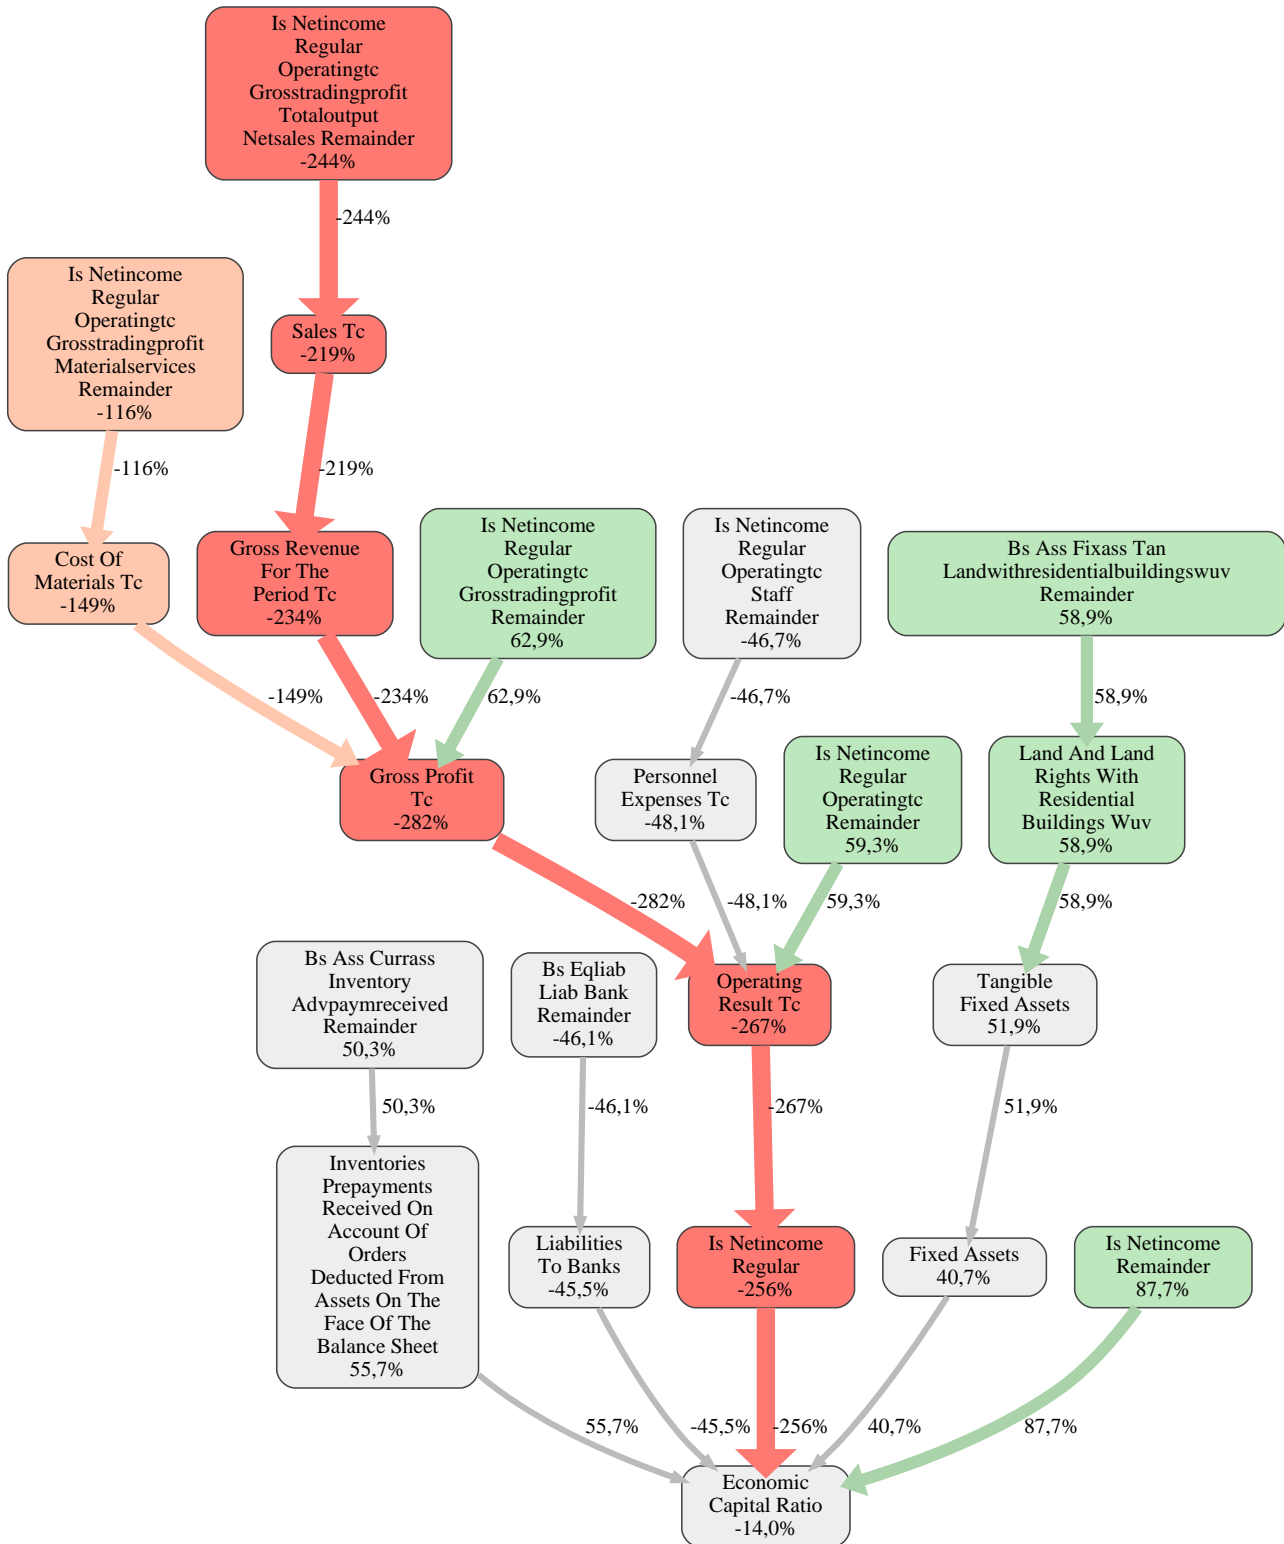 Is Netincome
Regular
Operatingtc
Grosstradingprofit
Totaloutput
Netsales Remainder
-244%
-244%
Is Netincome
Regular
Operatingtc
Grosstradingprofit
Materialservices
Remainder
-116%
Sales Tc
-219%
-116%
-219%
Cost Of
Materials Tc
-149%
Gross Revenue
For The
Period Tc
-234%
Is Netincome
Regular
Operatingtc
Grosstradingprofit
Remainder
62,9%
Is Netincome
Regular
Operatingtc
Staff
Remainder
-46,7%
Bs Ass Fixass Tan
Landwithresidentialbuildingswuv
Remainder
58,9%
-149%
-234%
62,9%
-46,7%
58,9%
Gross Profit
Tc
-282%
Personnel
Expenses Tc
-48,1%
Is Netincome
Regular
Operatingtc
Remainder
59,3%
Land And Land
Rights With
Residential
Buildings Wuv
58,9%
-282%
-48,1%
59,3%
58,9%
Bs Ass Currass
Inventory
Advpaymreceived
Remainder
50,3%
Bs Eqliab
Liab Bank
Remainder
-46,1%
Operating
Result Tc
-267%
Tangible
Fixed Assets
51,9%
50,3%
-46,1%
-267%
51,9%
Inventories
Prepayments
Received On
Account Of
Orders
Deducted From
Assets On The
Face Of The
Balance Sheet
55,7%
Liabilities
To Banks
-45,5%
Is Netincome
Regular
-256%
Fixed Assets
40,7%
Is Netincome
Remainder
87,7%
55,7%
-45,5%
-256%
40,7%
87,7%
Economic
Capital Ratio
-14,0%